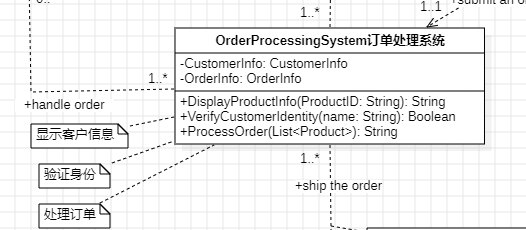 1..*
1..1
OrderProcessingSystem订单处理系统
-CustomerInfo: CustomerInfo
-OrderInfo: OrderInfo
1..*
+handle order
+DisplayProductInfo(ProductID: String): String
+VerifyCustomerIdentity(name: String): Boolean
+ProcessOrder(List<Product>): String
显示客户信息
验证身份
处理订单
1..*
+ship the order